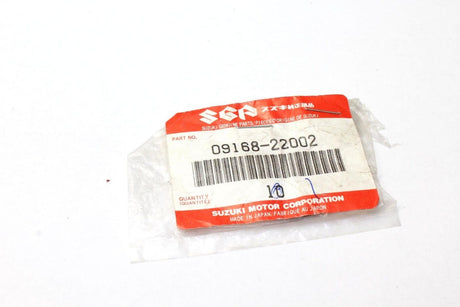 SGP スズキ純正部品
SUZUKI GENUINE PARTS/PIECES D'ORIGINE DE SUZUKI
PART NO.
09168-22002
QUANTITY
(QUANTITE)
10
SUZUKI MOTOR CORPORATION
MADE IN JAPAN/FABRIQUE AU JAPON